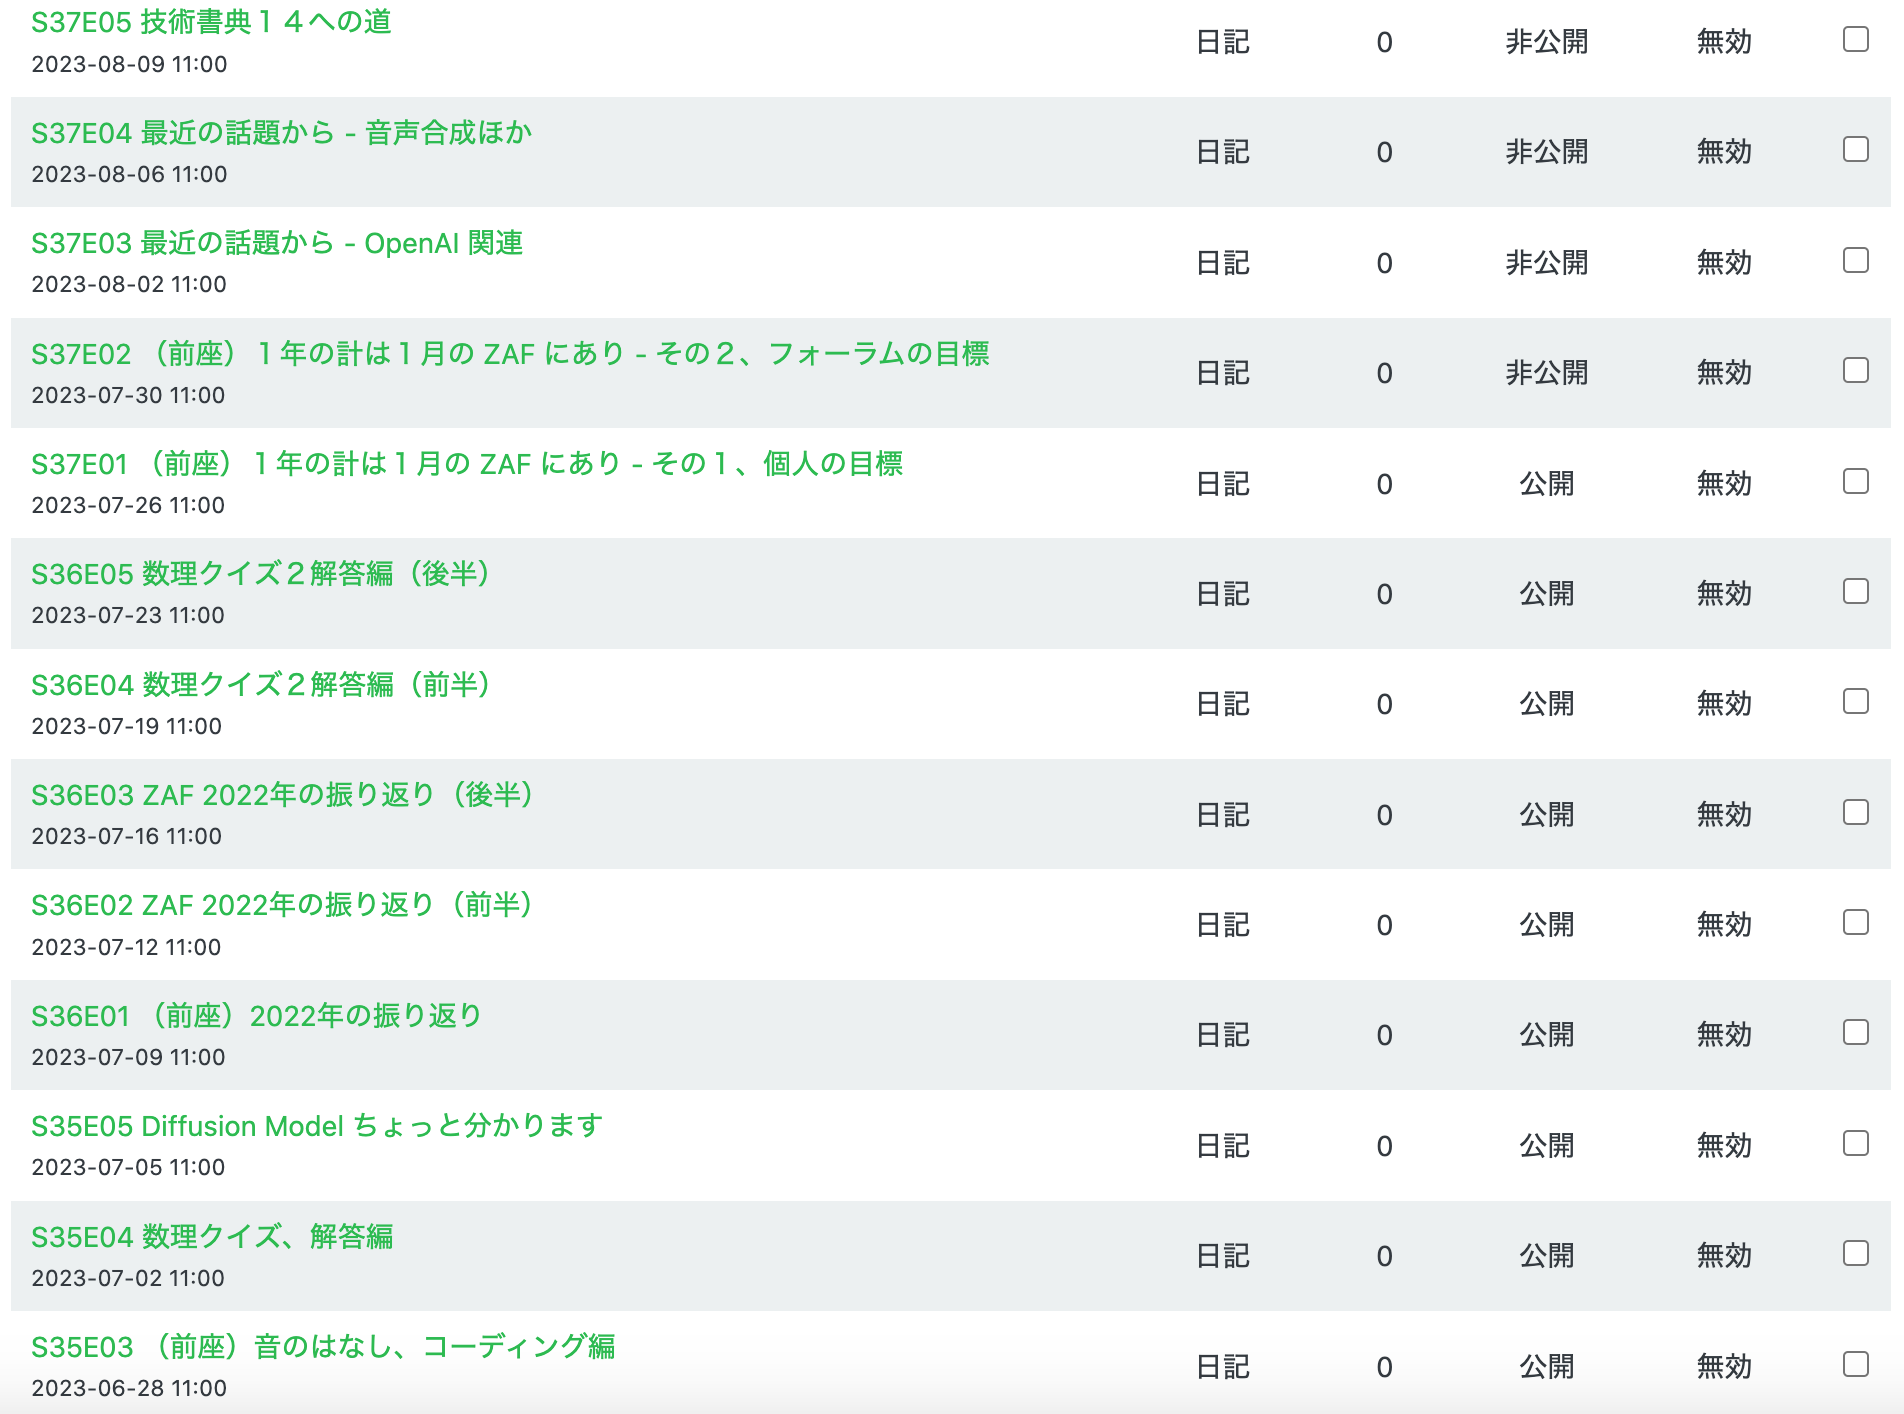 S37E05 技術書典１４への道
2023-08-09 11:00
日記 0 非公開 無効
S37E04 最近の話題から - 音声合成ほか
2023-08-06 11:00
日記 0 非公開 無効
S37E03 最近の話題から - OpenAI 関連
2023-08-02 11:00
日記 0 非公開 無効
S37E02 （前座）１年の計は１月の ZAF にあり - その２、フォーラムの目標
2023-07-30 11:00
日記 0 非公開 無効
S37E01 （前座）１年の計は１月の ZAF にあり - その１、個人の目標
2023-07-26 11:00
日記 0 公開 無効
S36E05 数理クイズ２解答編（後半）
2023-07-23 11:00
日記 0 公開 無効
S36E04 数理クイズ２解答編（前半）
2023-07-19 11:00
日記 0 公開 無効
S36E03 ZAF 2022年の振り返り（後半）
2023-07-16 11:00
日記 0 公開 無効
S36E02 ZAF 2022年の振り返り（前半）
2023-07-12 11:00
日記 0 公開 無効
S36E01 （前座）2022年の振り返り
2023-07-09 11:00
日記 0 公開 無効
S35E05 Diffusion Model ちょっと分かります
2023-07-05 11:00
日記 0 公開 無効
S35E04 数理クイズ、解答編
2023-07-02 11:00
日記 0 公開 無効
S35E03 （前座）音のはなし、コーディング編
2023-06-28 11:00
日記 0 公開 無効